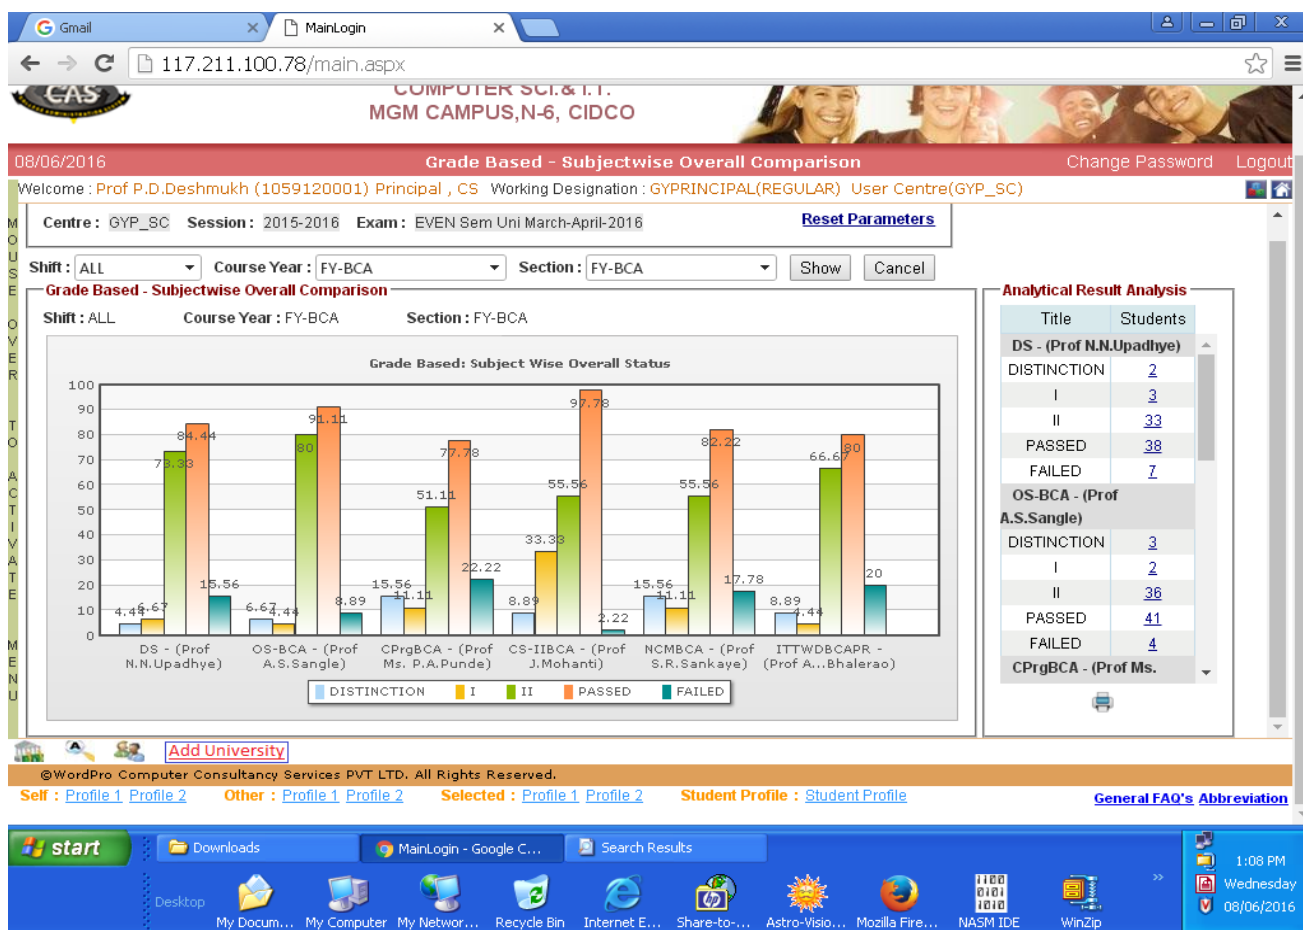 Gmail
MainLogin
117.211.100.78/main.aspx
CAS
COMPUTER SCI.& I.T.
MGM CAMPUS,N-6, CIDCO
08/06/2016 Grade Based - Subjectwise Overall Comparison Change Password Logout
Welcome : Prof P.D.Deshmukh (1059120001) Principal , CS Working Designation : GYPRINCIPAL(REGULAR) User Centre(GYP_SC)
MOUSE OVER TO ACTIVATE MENU
Centre : GYP_SC Session : 2015-2016 Exam : EVEN Sem Uni March-April-2016 Reset Parameters
Shift : ALL Course Year : FY-BCA Section : FY-BCA Show Cancel
Grade Based - Subjectwise Overall Comparison
Shift : ALL Course Year : FY-BCA Section : FY-BCA
Grade Based: Subject Wise Overall Status
100
90
80
70
60
50
40
30
20
10
0
4.44 6.67 73.33 84.44 15.56
6.67 4.44 80 91.11 8.89
15.56 11.11 51.11 77.78 22.22
8.89 33.33 55.56 97.78 2.22
15.56 11.11 55.56 82.22 17.78
8.89 4.44 66.67 80 20
DS - (Prof N.N.Upadhye)
OS-BCA - (Prof A.S.Sangle)
CPrgBCA - (Prof Ms. P.A.Punde)
CS-IIBCA - (Prof J.Mohanti)
NCMBCA - (Prof S.R.Sankaye)
ITTWDBCAPR - (Prof A...Bhalerao)
DISTINCTION I II PASSED FAILED
Analytical Result Analysis
Title Students
DS - (Prof N.N.Upadhye)
DISTINCTION 2
I 3
II 33
PASSED 38
FAILED 7
OS-BCA - (Prof
A.S.Sangle)
DISTINCTION 3
I 2
II 36
PASSED 41
FAILED 4
CPrgBCA - (Prof Ms.
Add University
©WordPro Computer Consultancy Services PVT LTD. All Rights Reserved.
Self : Profile 1 Profile 2 Other : Profile 1 Profile 2 Selected : Profile 1 Profile 2 Student Profile : Student Profile General FAQ's Abbreviation
start Downloads MainLogin - Google C... Search Results
1:08 PM
Wednesday
08/06/2016
Desktop
My Docum... My Computer My Networ... Recycle Bin Internet E... Share-to-... Astro-Visio... Mozilla Fire... NASM IDE WinZip